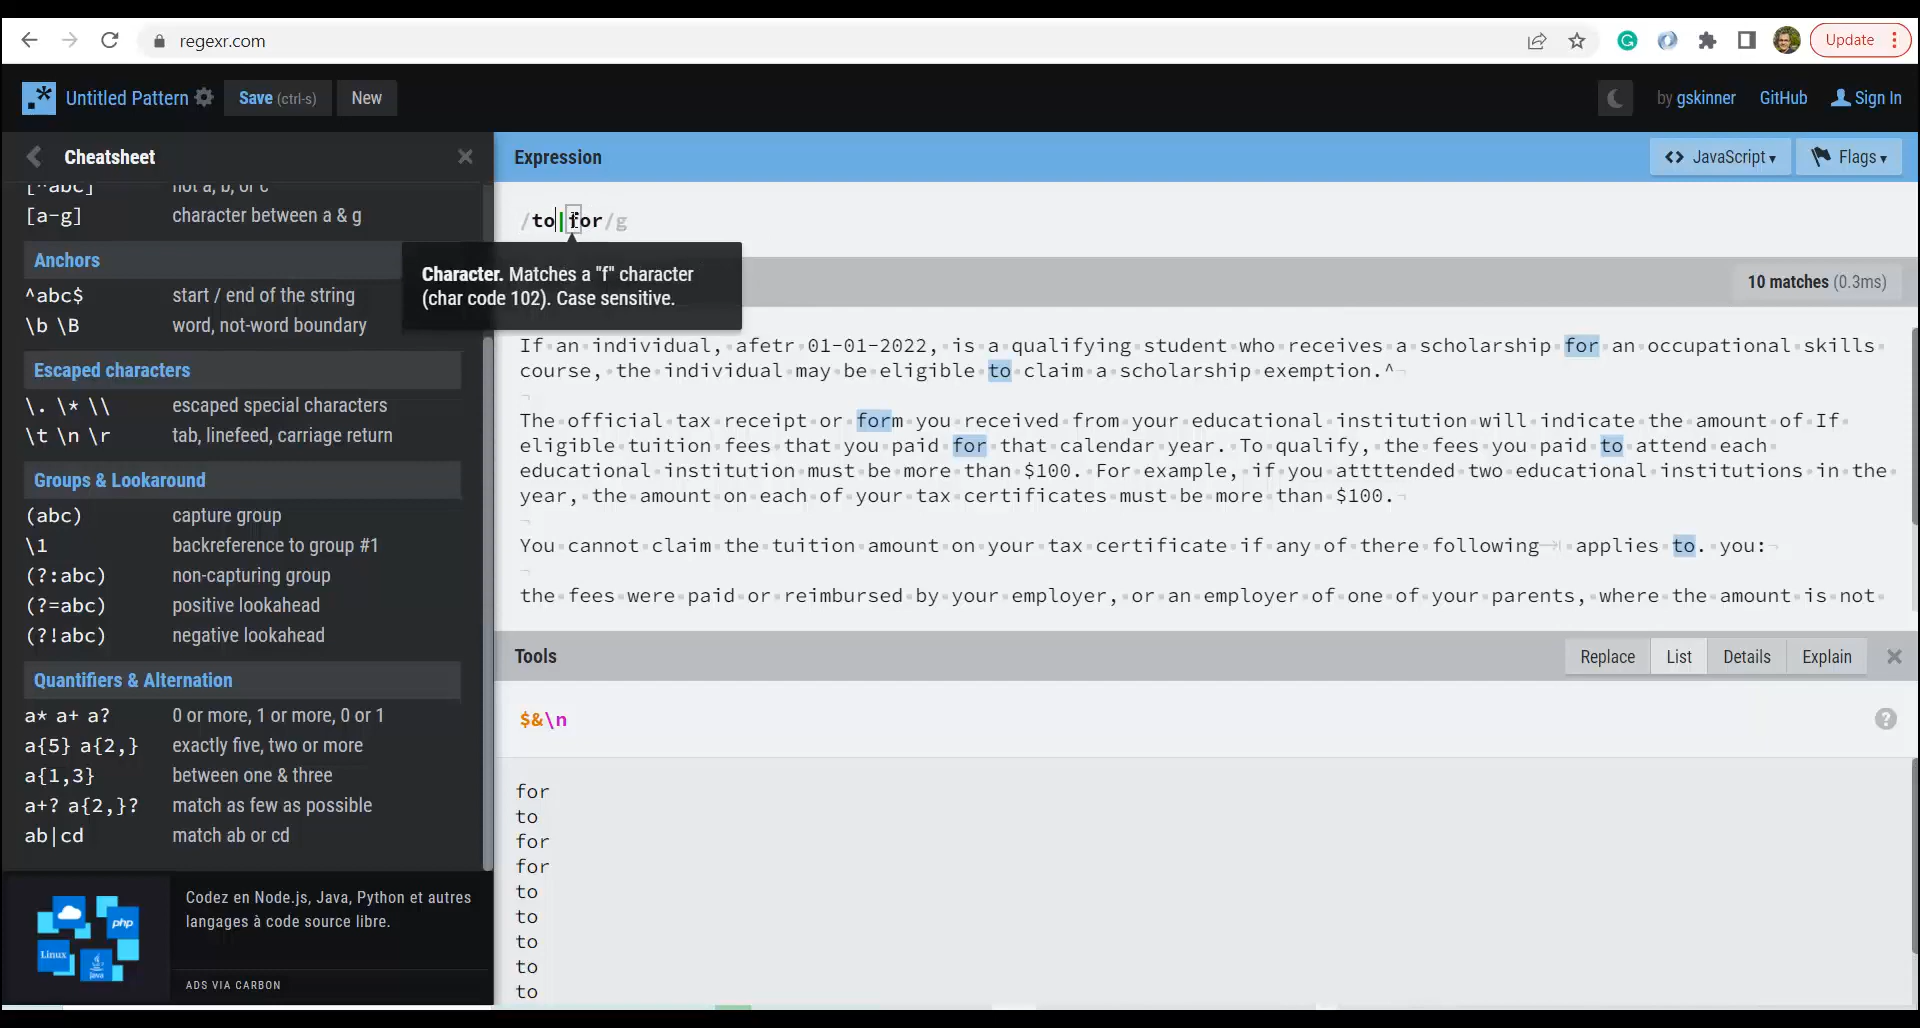 regexr.com
Update
Untitled Pattern
Save (ctrl-s)
New
by gskinner
GitHub
Sign In
Cheatsheet
[^abc] not a, b, or c
[a-g] character between a & g
Anchors
^abc$ start / end of the string
\b \B word, not-word boundary
Escaped characters
\. \* \\ escaped special characters
\t \n \r tab, linefeed, carriage return
Groups & Lookaround
(abc) capture group
\1 backreference to group #1
(?:abc) non-capturing group
(?=abc) positive lookahead
(?!abc) negative lookahead
Quantifiers & Alternation
a* a+ a? 0 or more, 1 or more, 0 or 1
a{5} a{2,} exactly five, two or more
a{1,3} between one & three
a+? a{2,}? match as few as possible
ab|cd match ab or cd
php
Linux
Java
Codez en Node.js, Java, Python et autres
langages à code source libre.
ADS VIA CARBON
Expression
<> JavaScript
Flags
/to|for/g
Character. Matches a "f" character
(char code 102). Case sensitive.
10 matches (0.3ms)
If an individual, afetr 01-01-2022, is a qualifying student who receives a scholarship for an occupational skills
course, the individual may be eligible to claim a scholarship exemption.^
The official tax receipt or form you received from your educational institution will indicate the amount of If
eligible tuition fees that you paid for that calendar year. To qualify, the fees you paid to attend each
educational institution must be more than $100. For example, if you attttended two educational institutions in the
year, the amount on each of your tax certificates must be more than $100.
You cannot claim the tuition amount on your tax certificate if any of there following applies to. you:
the fees were paid or reimbursed by your employer, or an employer of one of your parents, where the amount is not
Tools
Replace
List
Details
Explain
$&\n
for
to
for
for
to
to
to
to
to